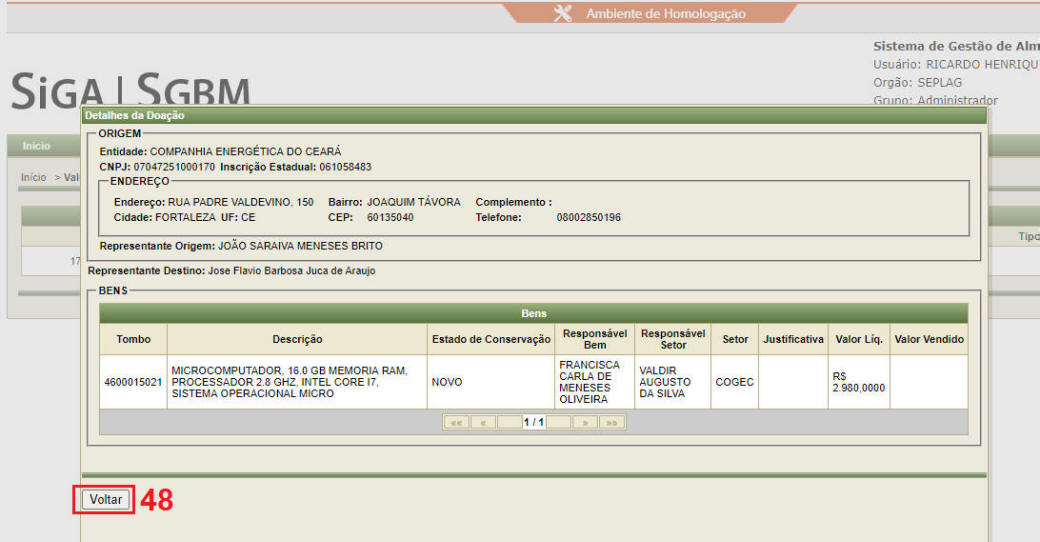 Ambiente de Homologação
Sistema de Gestão de Alm
Usuário: RICARDO HENRIQU
Orgão: SEPLAG
Grupo: Administrador
SIGA | SGBM
Início
Início > Val
Tipo
17
Detalhes da Doação
ORIGEM
Entidade: COMPANHIA ENERGÉTICA DO CEARÁ
CNPJ: 07047251000170 Inscrição Estadual: 061058483
ENDEREÇO
Endereço: RUA PADRE VALDEVINO, 150 Bairro: JOAQUIM TÁVORA Complemento :
Cidade: FORTALEZA UF: CE CEP: 60135040 Telefone: 08002850196
Representante Origem: JOÃO SARAIVA MENESES BRITO
Representante Destino: Jose Flavio Barbosa Juca de Araujo
BENS
Bens
Tombo Descrição Estado de Conservação Responsável Bem Responsável Setor Setor Justificativa Valor Líq. Valor Vendido
4600015021 MICROCOMPUTADOR, 16.0 GB MEMORIA RAM, PROCESSADOR 2.8 GHZ, INTEL CORE I7, SISTEMA OPERACIONAL MICRO NOVO FRANCISCA CARLA DE MENESES OLIVEIRA VALDIR AUGUSTO DA SILVA COGEC R$ 2.980,0000
«« « 1 / 1 » »»
Voltar 48